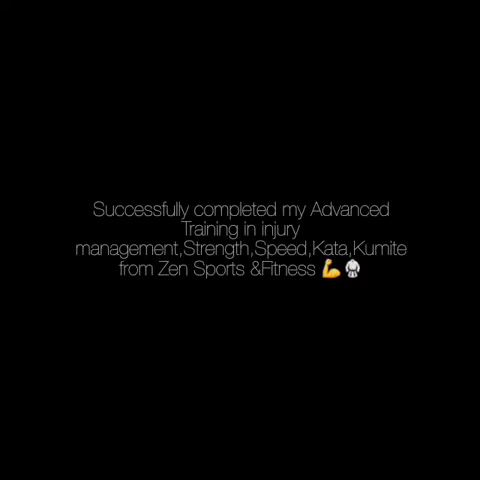 Successfully completed my Advanced
Training in injury
management,Strength,Speed,Kata,Kumite
from Zen Sports &Fitness 💪🥋